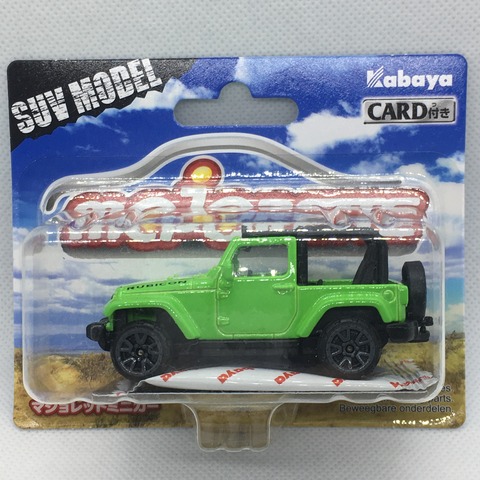 SUV MODEL
Kabaya
CARD付き
majorette
RUBICON
マジョレットミニカー
Beweegbare onderdelen.